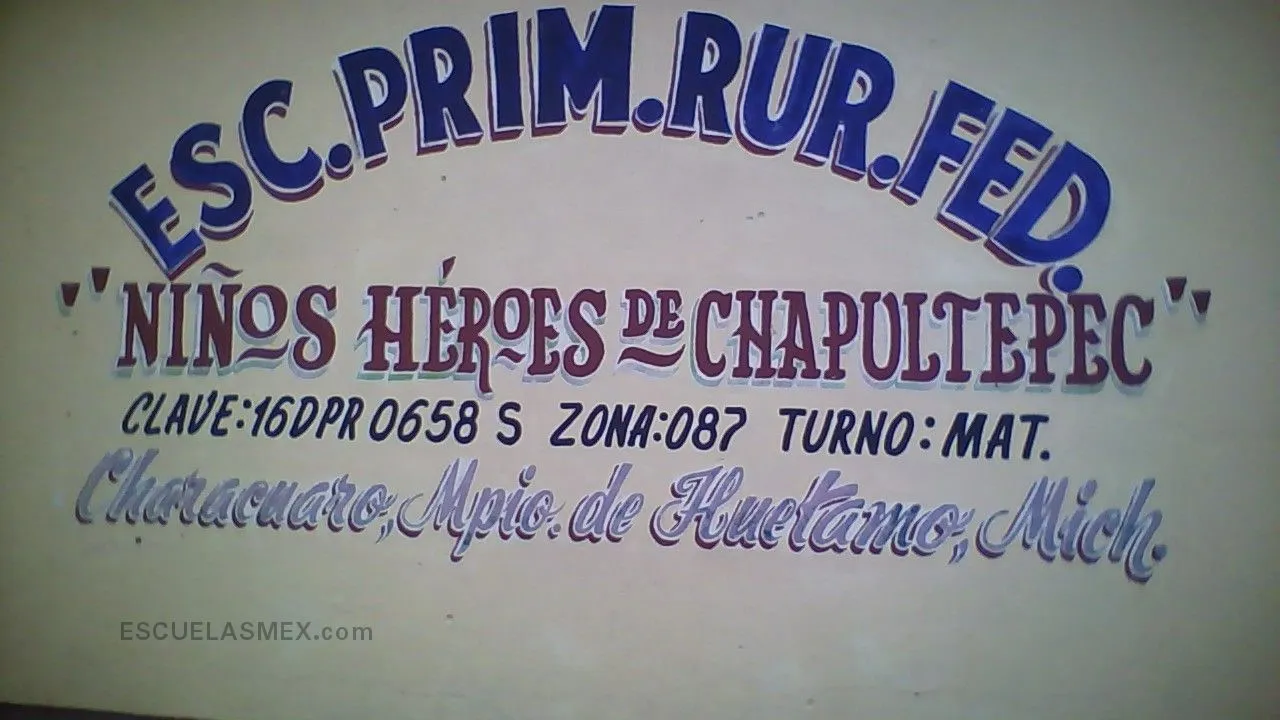 ESC.PRIM.RUR.FED.
"NIÑOS HÉROES DE CHAPULTEPEC"
CLAVE:16DPR0658 S ZONA:087 TURNO: MAT.
Characuaro, Mpio. de Huetamo, Mich.
ESCUELASMEX.com